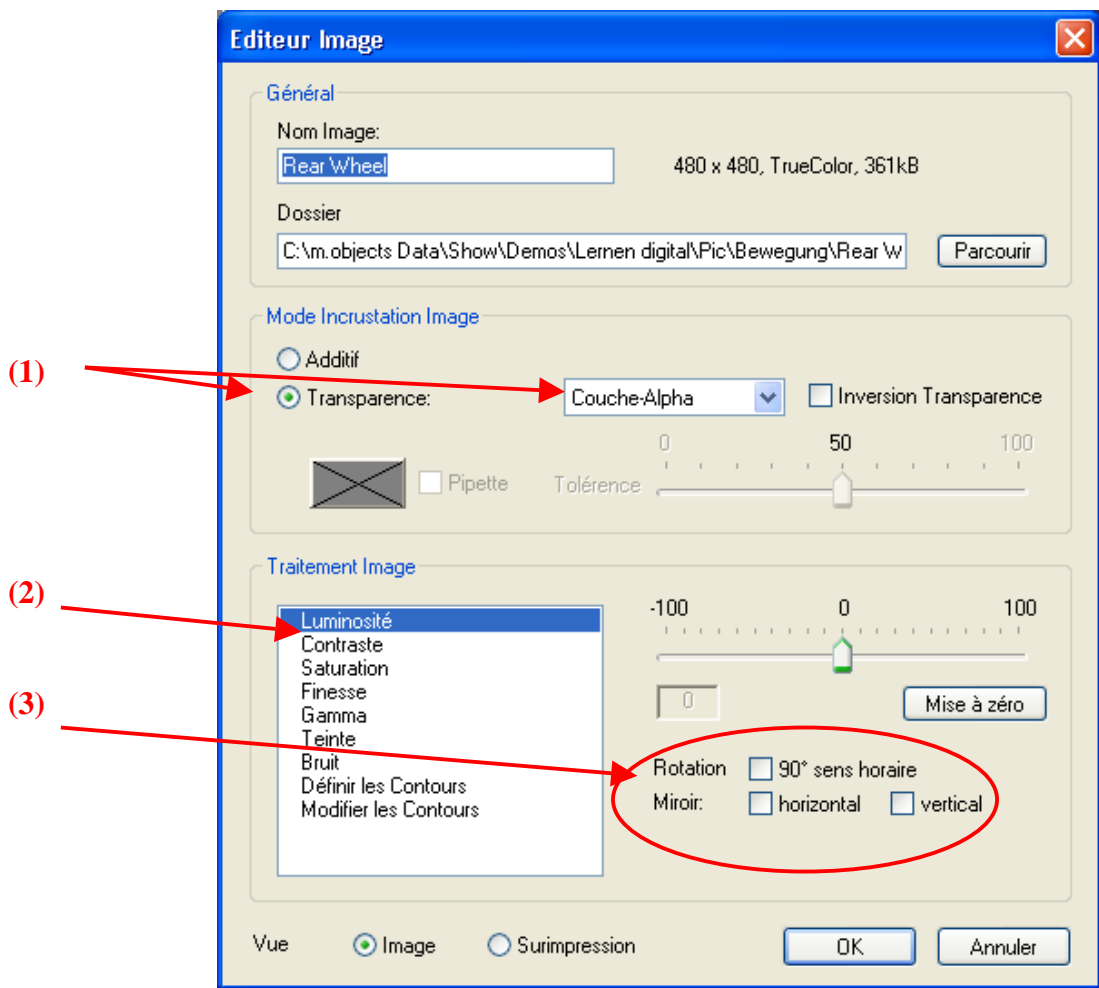 Editeur Image
Général
Nom Image:
Rear Wheel 480 x 480, TrueColor, 361kB
Dossier
C:\m.objects Data\Show\Demos\Lernen digital\Pic\Bewegung\Rear W Parcourir
Mode Incrustation Image
Additif
(1)
Transparence: Couche-Alpha Inversion Transparence
0 50 100
Pipette Tolérence
Traitement Image
(2)
-100 0 100
Luminosité
Contraste
Saturation
Finesse
(3)
0 Mise à zéro
Gamma
Teinte
Bruit
Définir les Contours
Modifier les Contours
Rotation 90° sens horaire
Miroir: horizontal vertical
Vue Image Surimpression OK Annuler